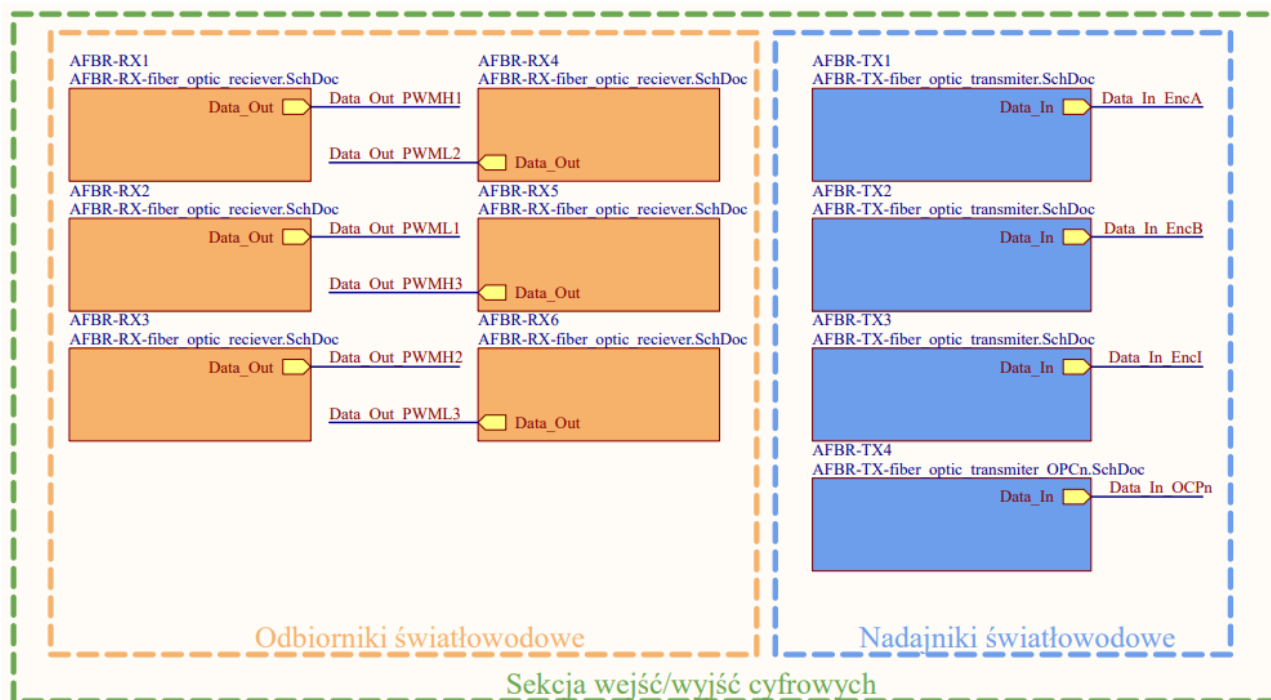 AFBR-RX1
AFBR-RX-fiber_optic_reciever.SchDoc
Data_Out
Data_Out_PWMH1
AFBR-RX4
AFBR-RX-fiber_optic_reciever.SchDoc
Data_Out_PWML2
Data_Out
AFBR-RX2
AFBR-RX-fiber_optic_reciever.SchDoc
Data_Out
Data_Out_PWML1
AFBR-RX5
AFBR-RX-fiber_optic_reciever.SchDoc
Data_Out_PWMH3
Data_Out
AFBR-RX3
AFBR-RX-fiber_optic_reciever.SchDoc
Data_Out
Data_Out_PWMH2
AFBR-RX6
AFBR-RX-fiber_optic_reciever.SchDoc
Data_Out_PWML3
Data_Out
Odbiorniki światłowodowe
AFBR-TX1
AFBR-TX-fiber_optic_transmiter.SchDoc
Data_In
Data_In_EncA
AFBR-TX2
AFBR-TX-fiber_optic_transmiter.SchDoc
Data_In
Data_In_EncB
AFBR-TX3
AFBR-TX-fiber_optic_transmiter.SchDoc
Data_In
Data_In_EncI
AFBR-TX4
AFBR-TX-fiber_optic_transmiter_OPCn.SchDoc
Data_In
Data_In_OCPn
Nadajniki światłowodowe
Sekcja wejść/wyjść cyfrowych